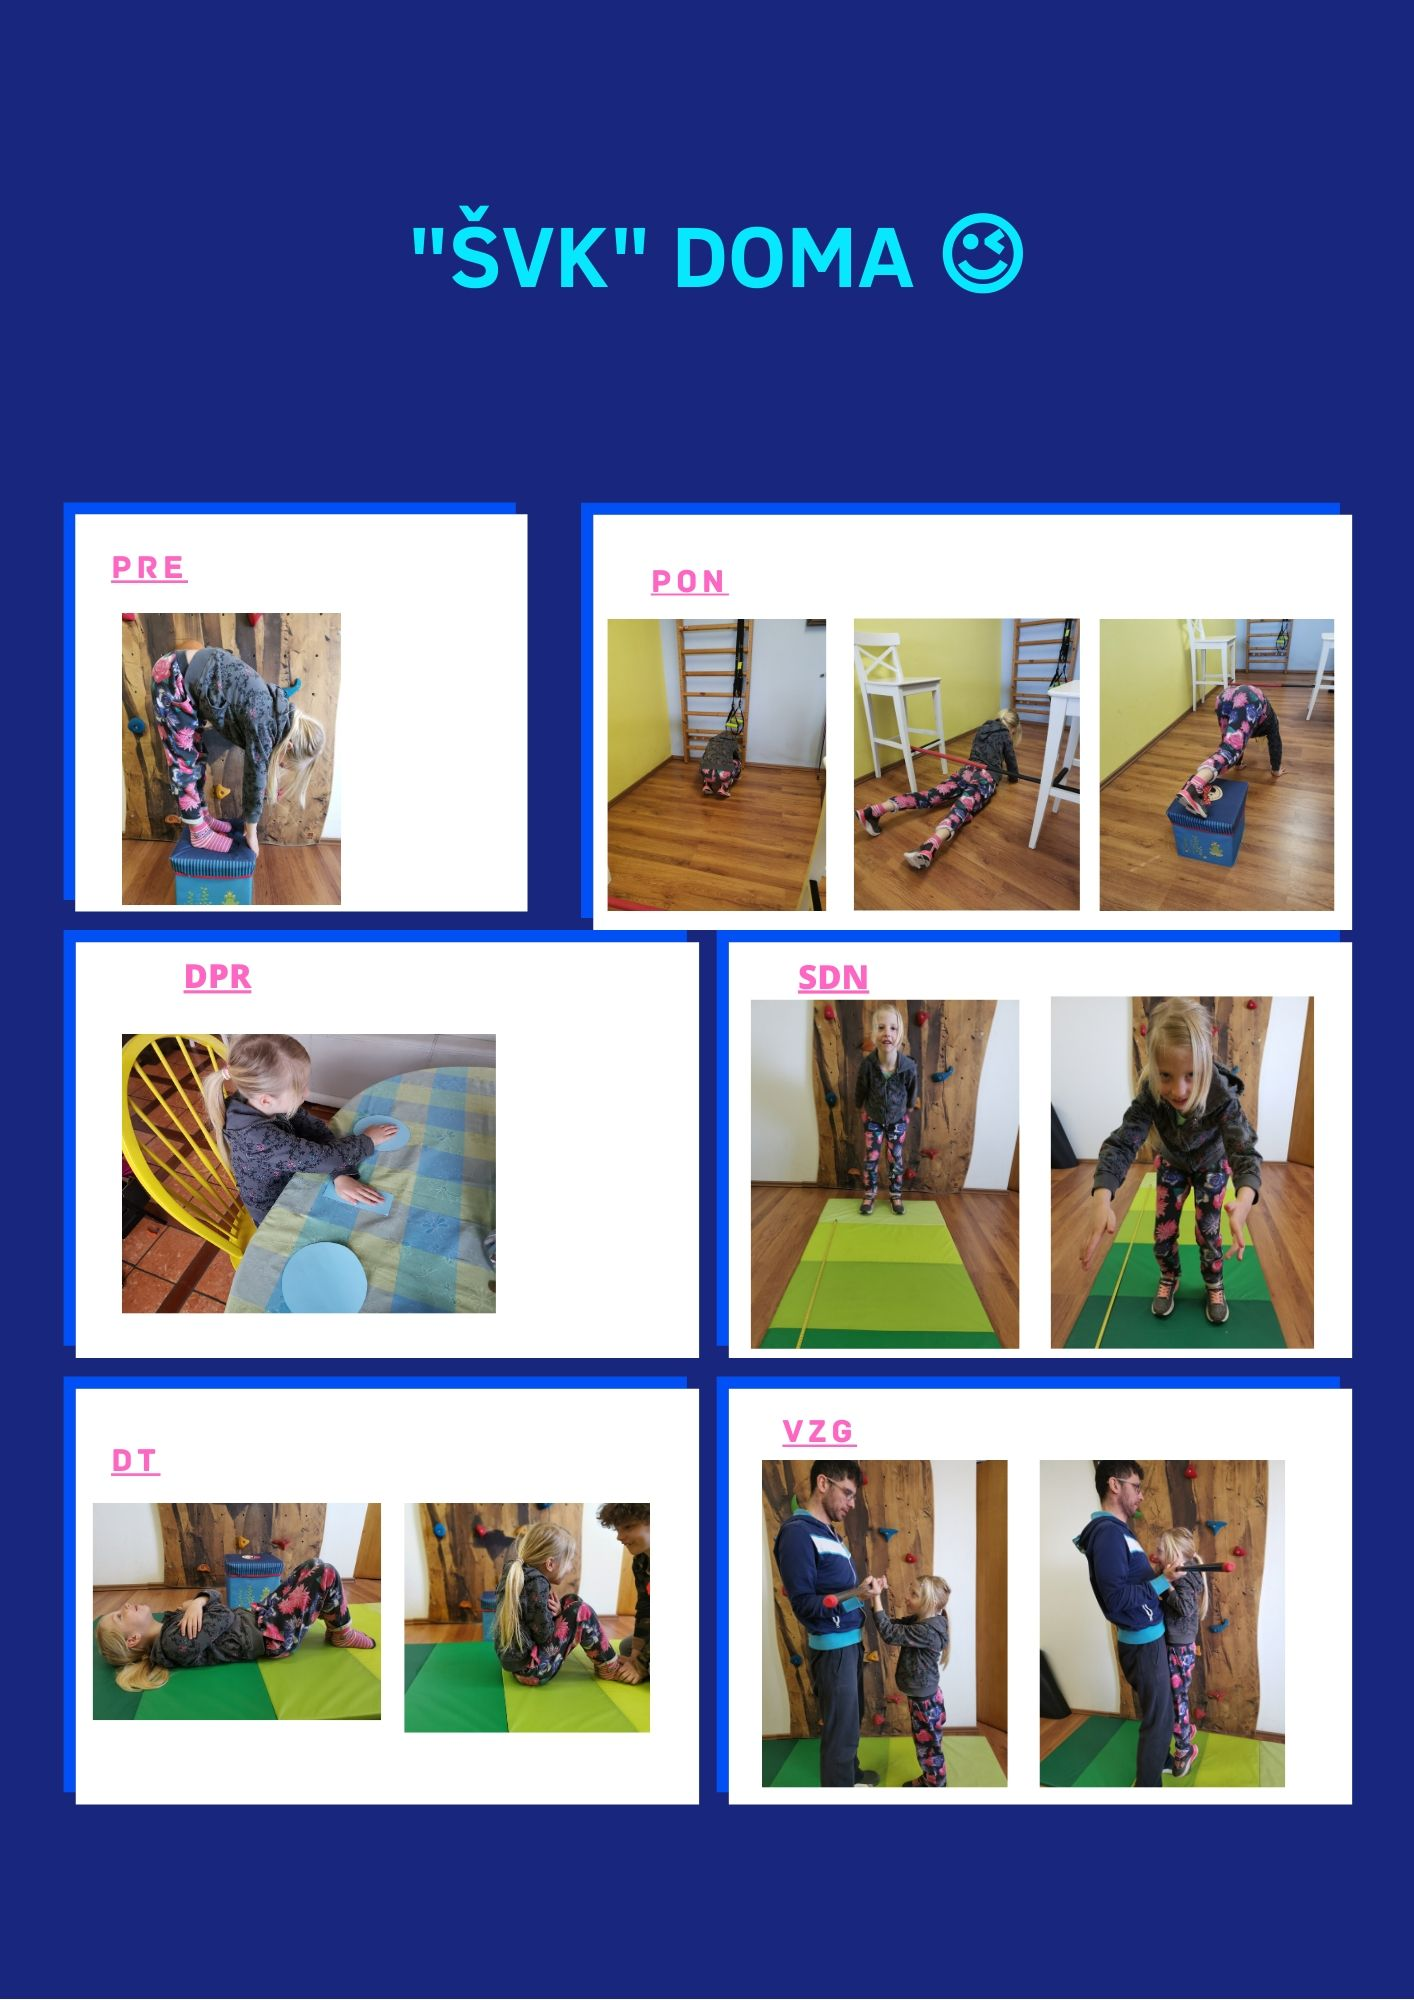 "ŠVK" DOMA 😉
PRE
PON
DPR
SDN
DT
VZG